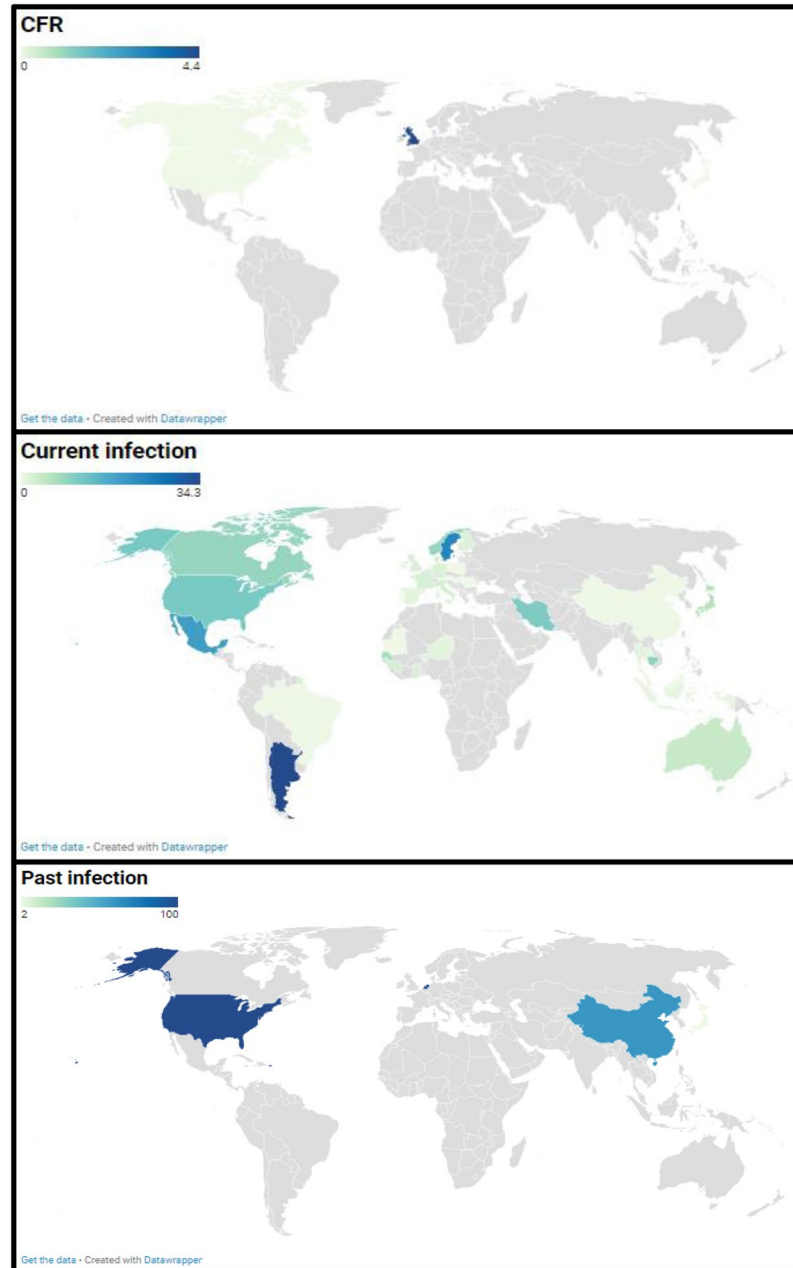 CFR
0 4.4
Get the data • Created with Datawrapper
Current infection
0 34.3
Get the data • Created with Datawrapper
Past infection
2 100
Get the data • Created with Datawrapper